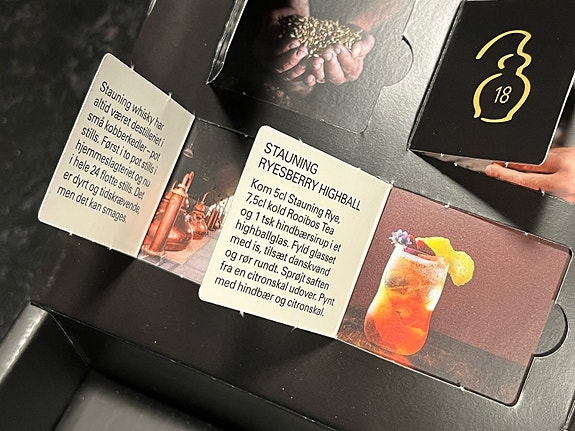 Stauning whisky har
altid været destilleriet i
små kobberkedler – pot
stills. Først i to pot stills i
hjemmeslagteriet og nu
i hele 24 flotte stills. Det
er dyrt og tidskrævende,
men det kan smages.
STAUNING
RYESBERRY HIGHBALL
Kom 5cl Stauning Rye,
7,5cl kold Rooibos Tea
og 1 tsk hindbærsirup i et
highballglas. Fyld glasset
med is, tilsæt danskvand
og rør rundt. Sprøjt saften
fra en citronskal udover. Pynt
med hindbær og citronskal.
18